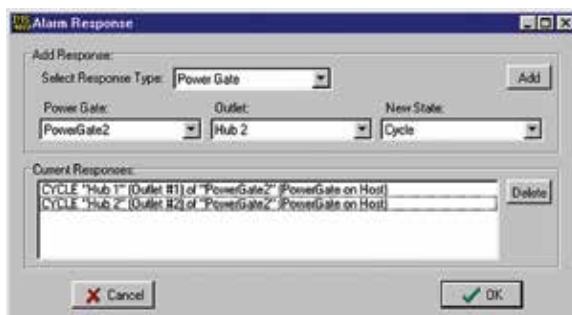 Alarm Response
Add Response:
Select Response Type: Power Gate
Add
Power Gate: Outlet: New State:
PowerGate2 Hub 2 Cycle
Current Responses:
CYCLE "Hub 1" (Outlet #1) of "PowerGate2" (PowerGate on Host)
CYCLE "Hub 2" (Outlet #2) of "PowerGate2" (PowerGate on Host)
Delete
Cancel OK